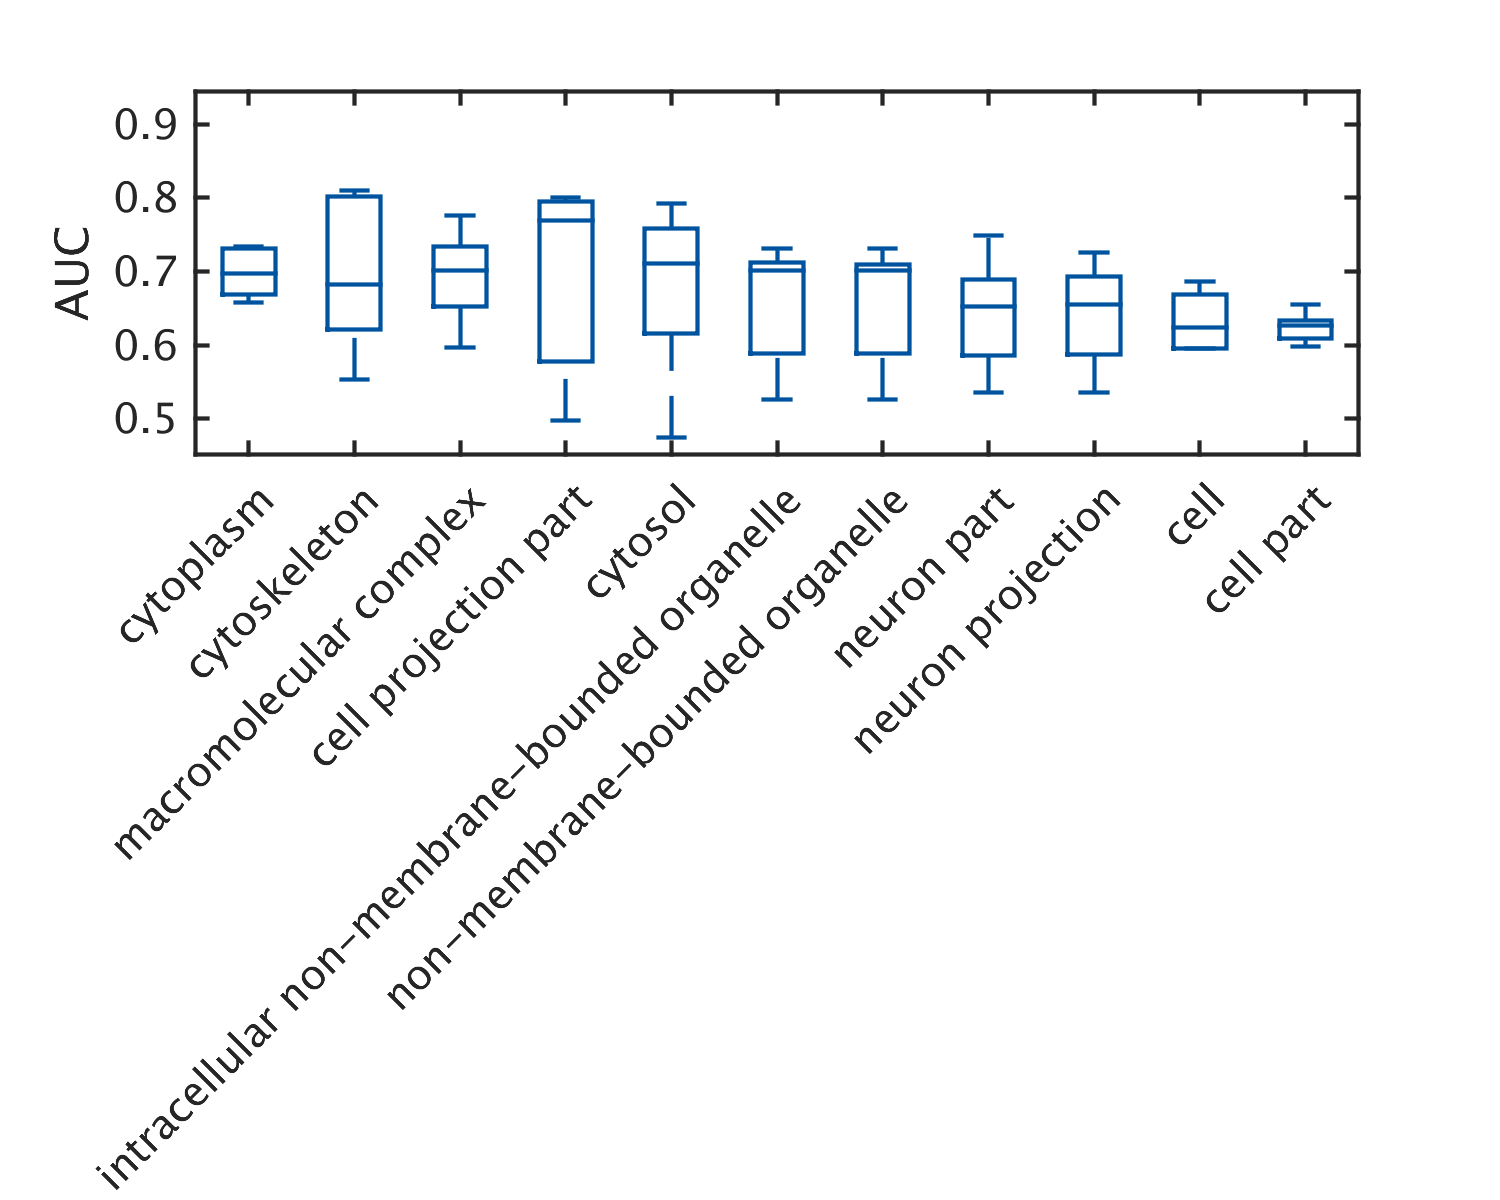 AUC
0.9
0.8
0.7
0.6
0.5
cytoplasm
cytoskeleton
macromolecular complex
cell projection part
cytosol
intracellular non−membrane−bounded organelle
non−membrane−bounded organelle
neuron part
neuron projection
cell
cell part